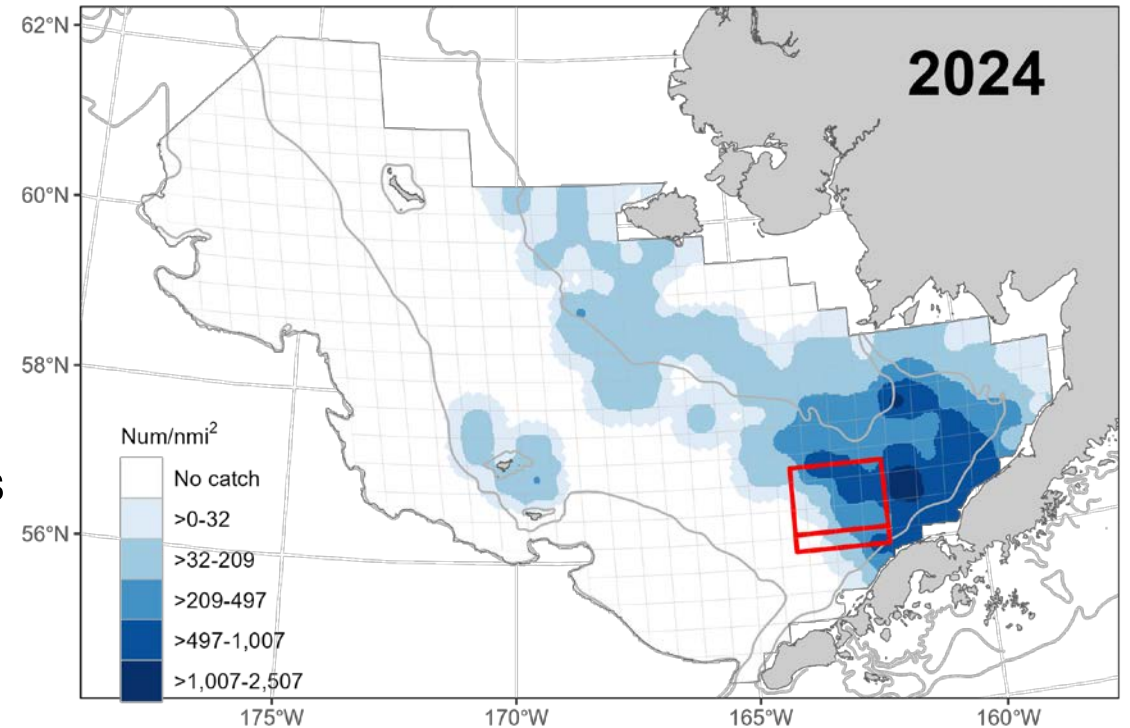 62°N
2024
60°N
58°N
Num/nmi²
No catch
s
>0-32
56°N
>32-209
>209-497
>497-1,007
>1,007-2,507
175°W 170°W 165°W 160°W